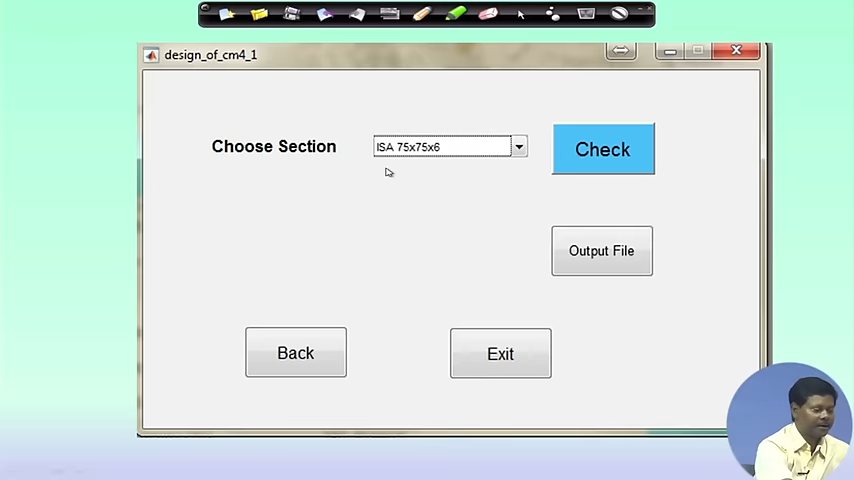 design_of_cm4_1
Choose Section
ISA 75x75x6
Check
Output File
Back
Exit